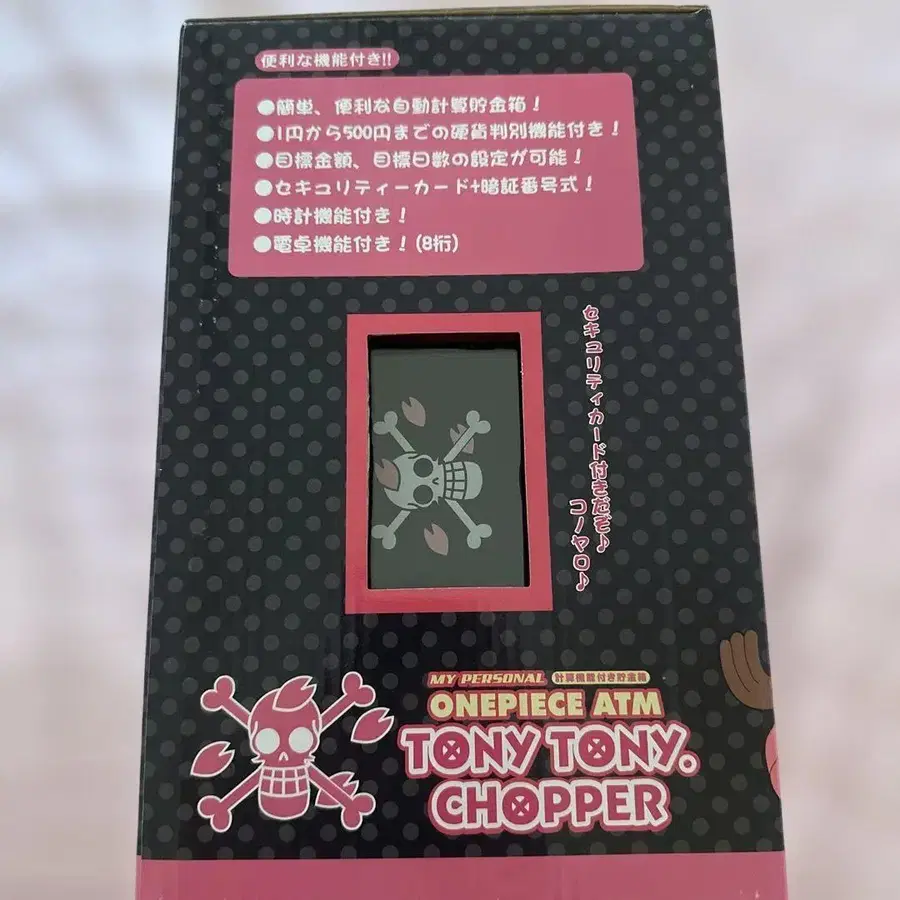 便利な機能付き!!
●簡単、便利な自動計算貯金箱！
●1円から500円までの硬貨判別機能付き！
●目標金額、目標日数の設定が可能！
●セキュリティーカード+暗証番号式！
●時計機能付き！
●電卓機能付き！(8桁)
セキュリティカード付きだぞ♪
コノヤロ♪
MY PERSONAL 計算機能付き貯金箱
ONEPIECE ATM
TONY TONY.
CHOPPER